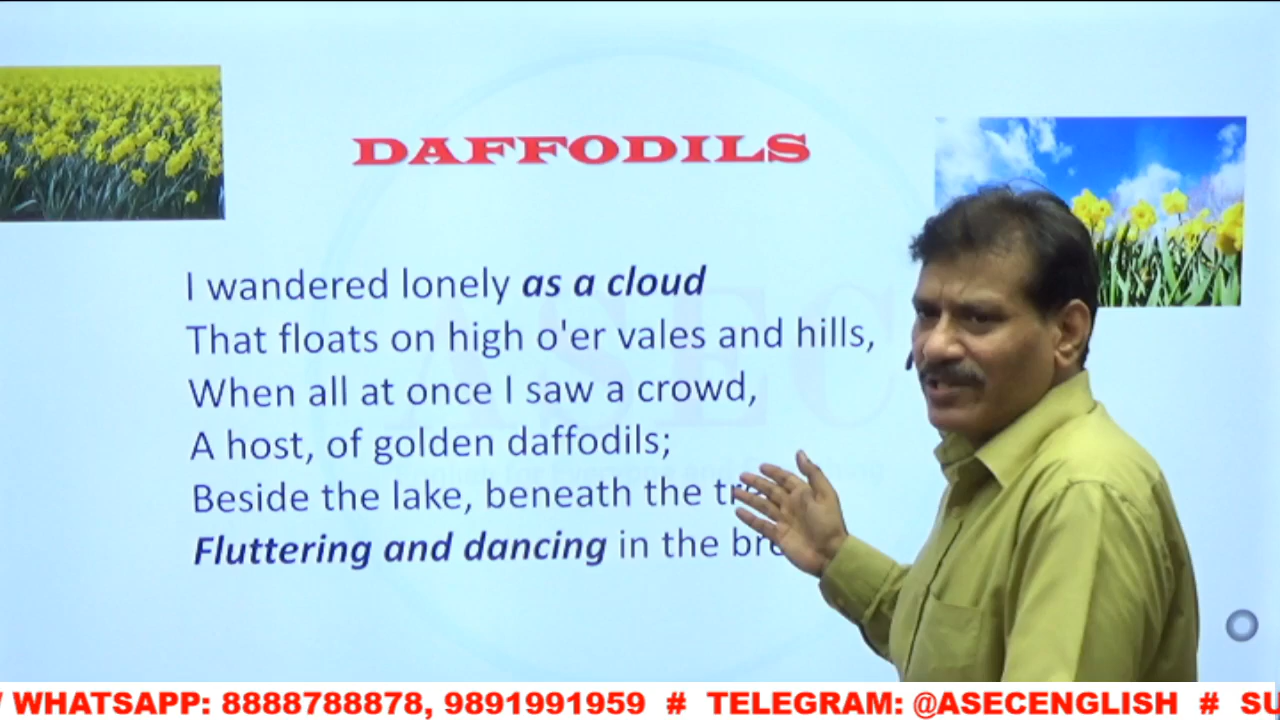 DAFFODILS
I wandered lonely as a cloud
That floats on high o'er vales and hills,
When all at once I saw a crowd,
A host, of golden daffodils;
Beside the lake, beneath the
Fluttering and dancing in the
ASEC
WHATSAPP: 8888788878, 9891991959 # TELEGRAM: @ASECENGLISH #